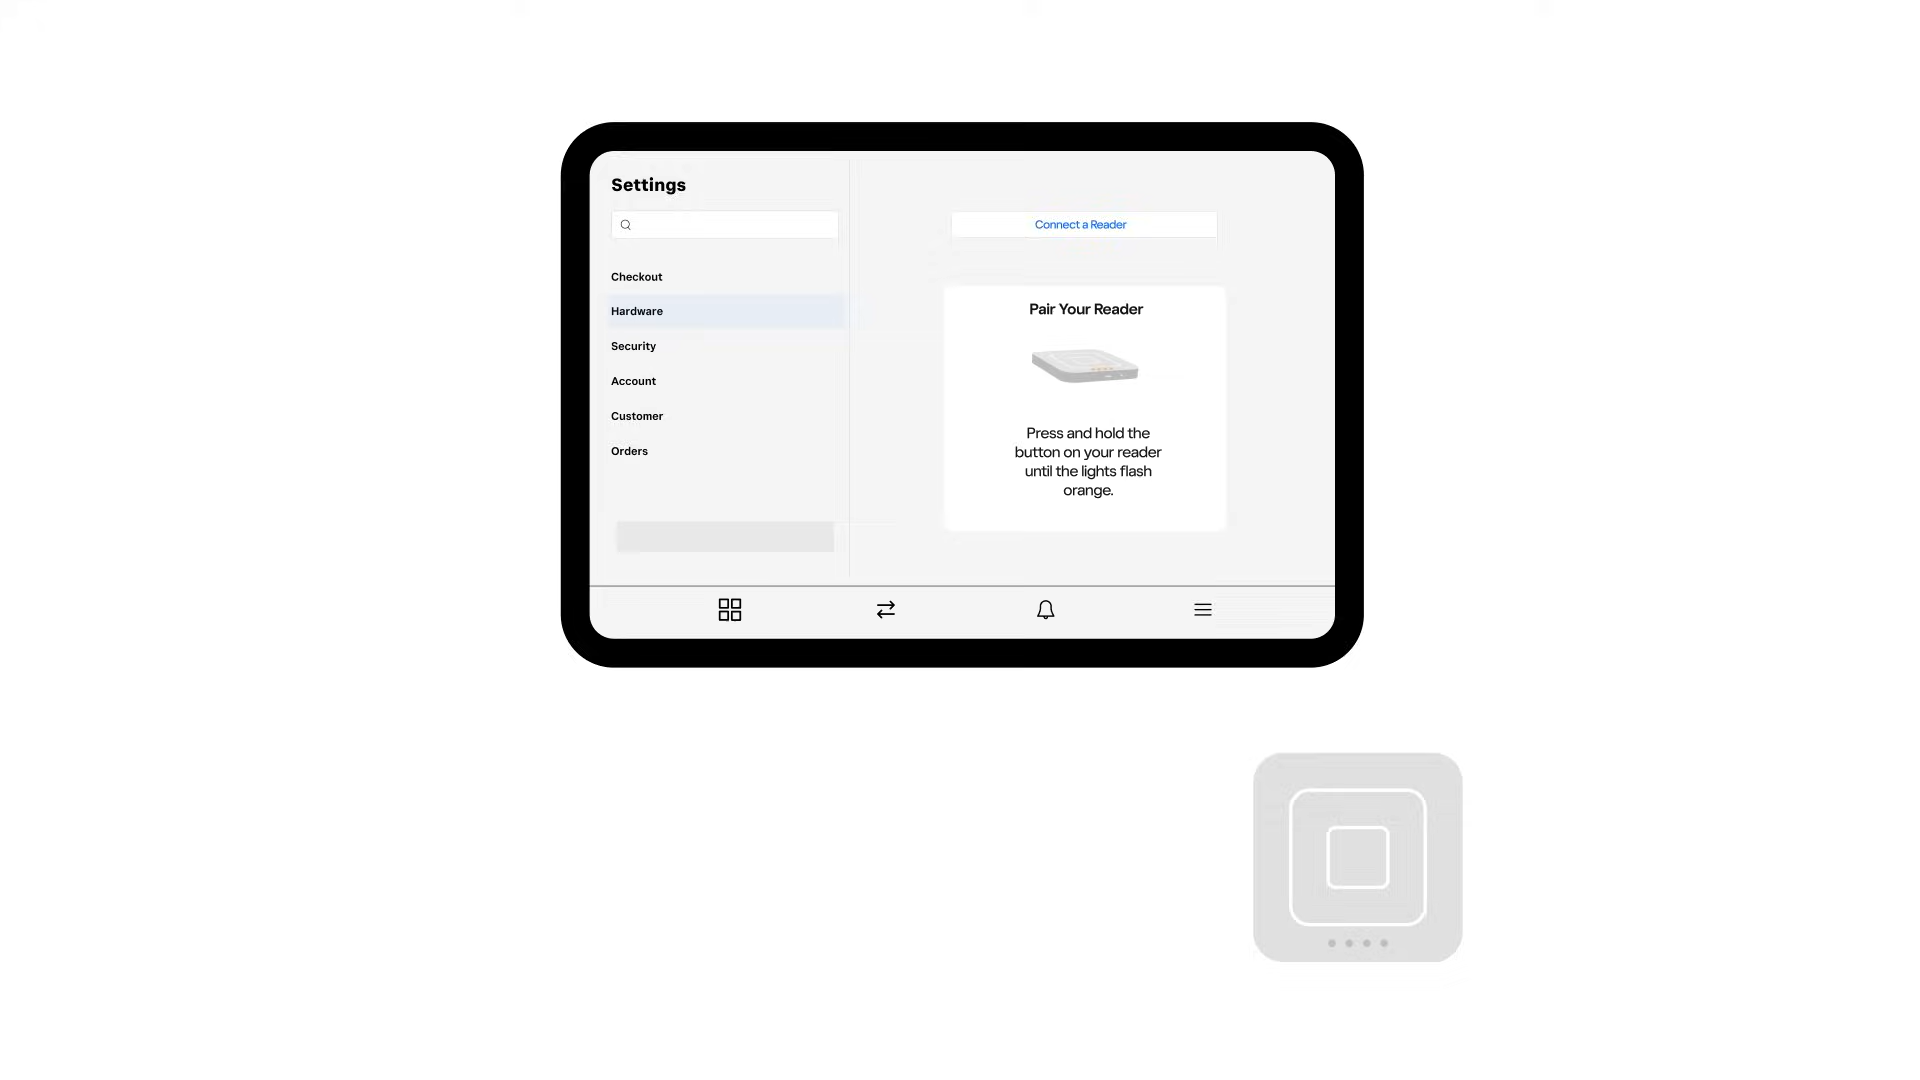 Settings
Connect a Reader
Checkout
Hardware
Security
Account
Customer
Orders
Pair Your Reader
Press and hold the
button on your reader
until the lights flash
orange.